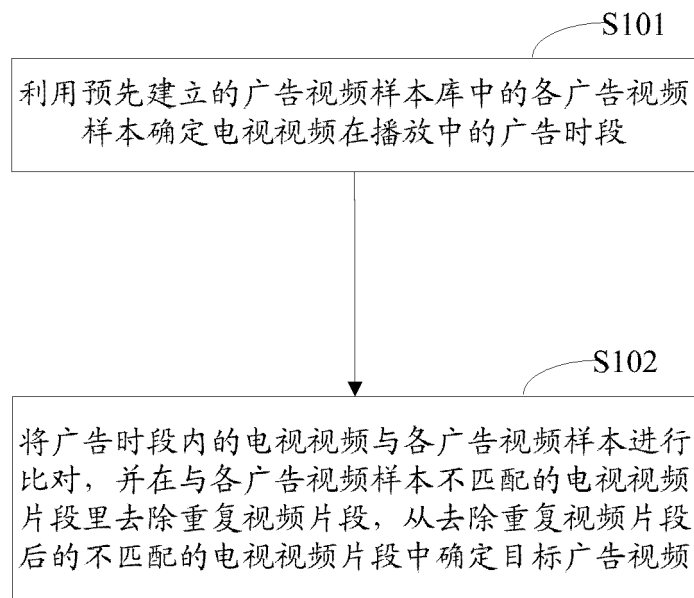 S101
利用预先建立的广告视频样本库中的各广告视频
样本确定电视视频在播放中的广告时段
S102
将广告时段内的电视视频与各广告视频样本进行
比对，并在与各广告视频样本不匹配的电视视频
片段里去除重复视频片段，从去除重复视频片段
后的不匹配的电视视频片段中确定目标广告视频